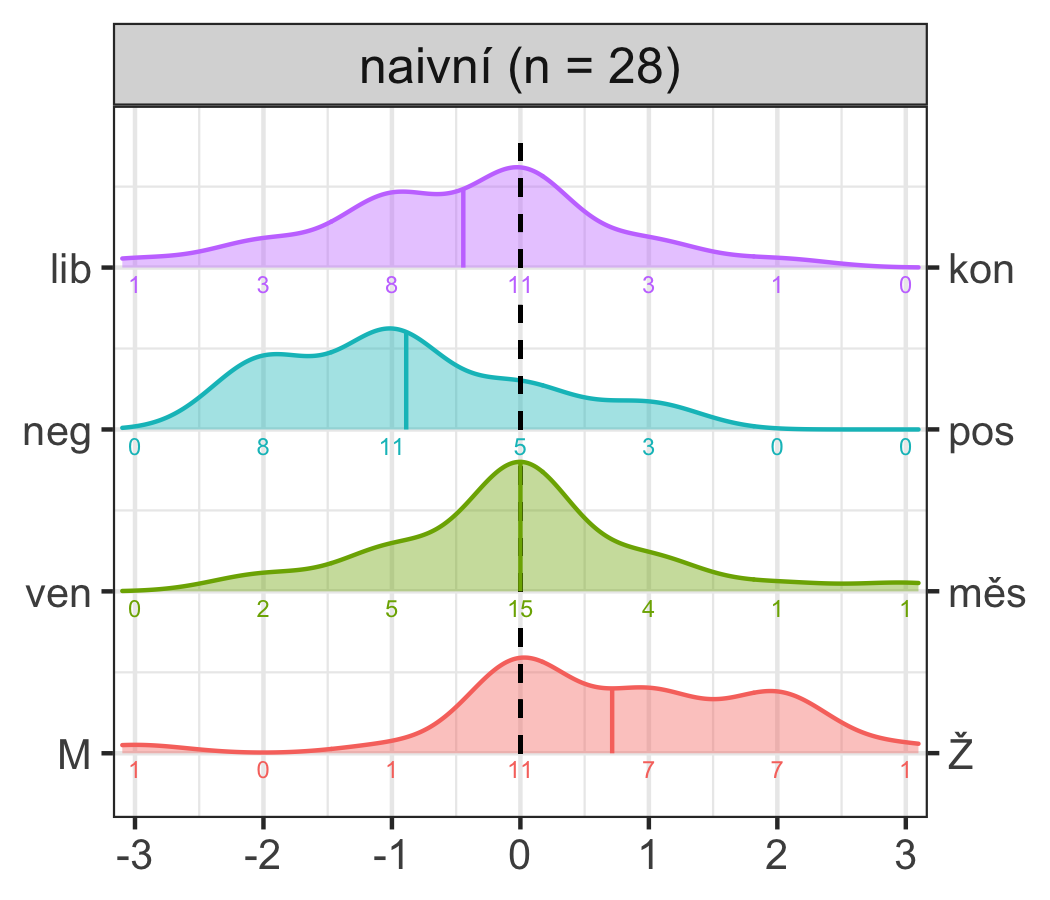 naivní (n = 28)
lib kon
1 3 8 11 3 1 0
neg pos
0 8 11 5 3 0 0
ven měs
0 2 5 15 4 1 1
M Ž
1 0 1 11 7 7 1
-3 -2 -1 0 1 2 3